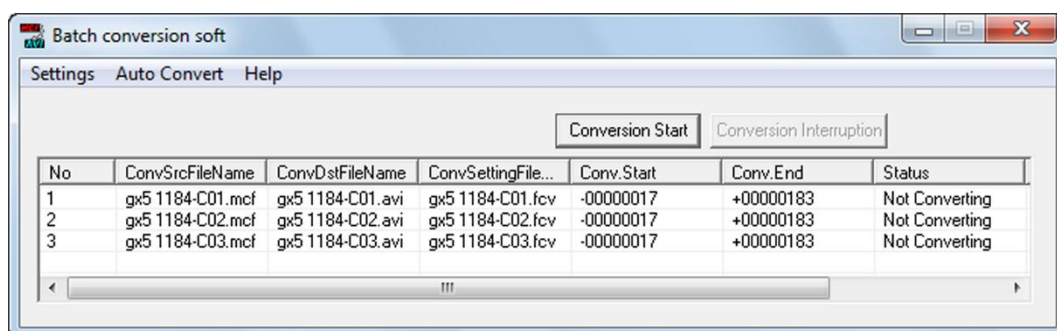 MCF AVI Batch conversion soft
Settings Auto Convert Help
Conversion Start Conversion Interruption
No ConvSrcFileName ConvDstFileName ConvSettingFile... Conv.Start Conv.End Status
1 gx5 1184-C01.mcf gx5 1184-C01.avi gx5 1184-C01.fcv -00000017 +00000183 Not Converting
2 gx5 1184-C02.mcf gx5 1184-C02.avi gx5 1184-C02.fcv -00000017 +00000183 Not Converting
3 gx5 1184-C03.mcf gx5 1184-C03.avi gx5 1184-C03.fcv -00000017 +00000183 Not Converting